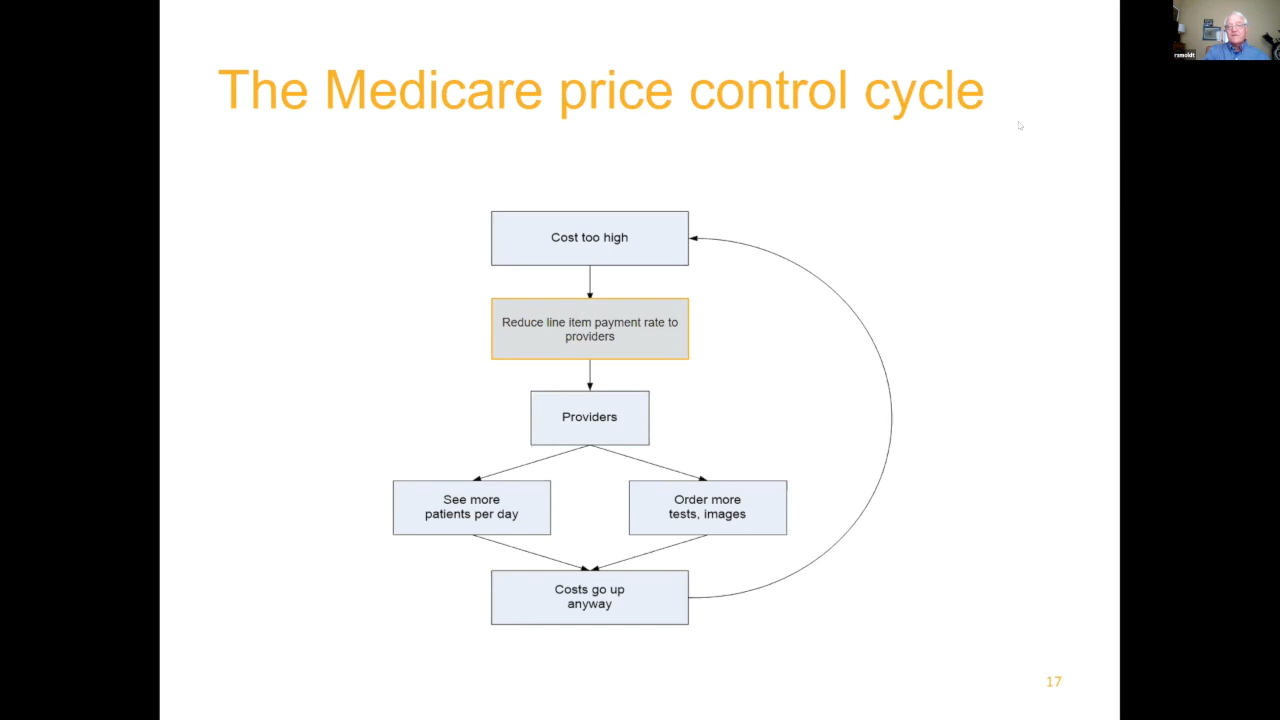 The Medicare price control cycle
Cost too high
Reduce line item payment rate to
providers
Providers
See more
patients per day
Order more
tests, images
Costs go up
anyway
17
ramoldt